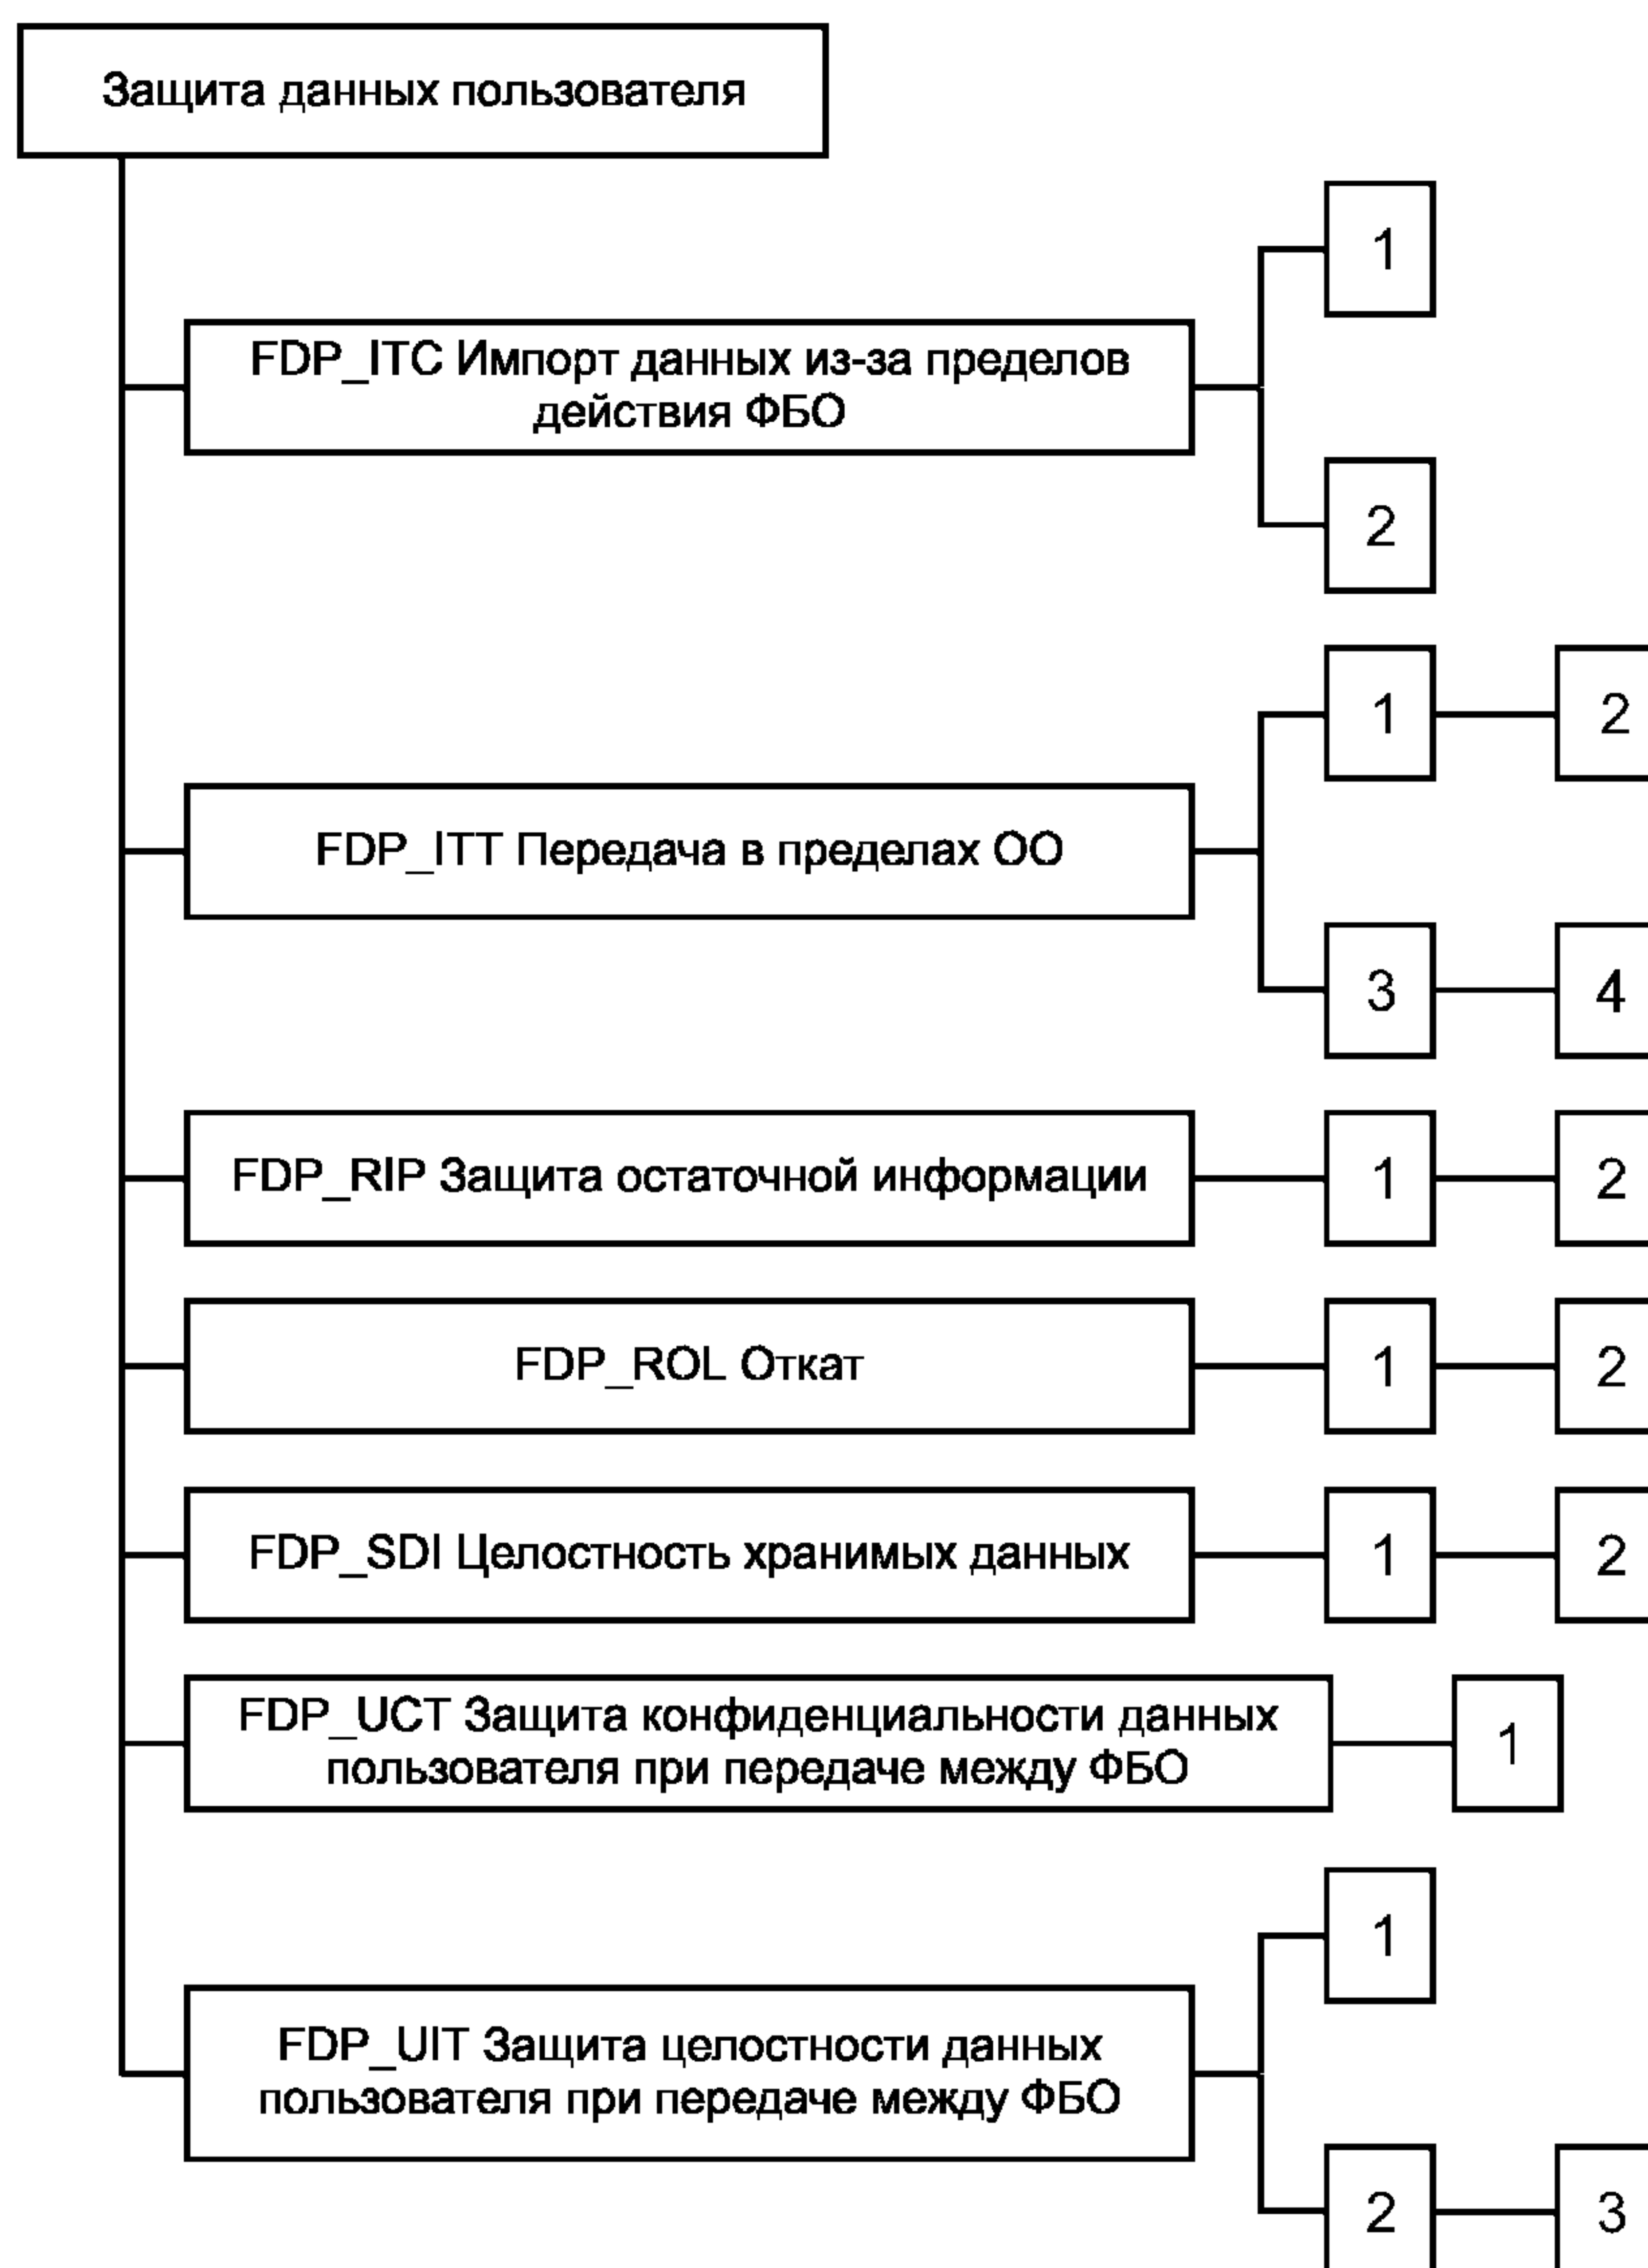 Защита данных пользователя
1
FDP_ITC Импорт данных из-за пределов
действия ФБО
2
1
2
FDP_ITT Передача в пределах ОО
3
4
FDP_RIP Защита остаточной информации
1
2
FDP_ROL Откат
1
2
FDP_SDI Целостность хранимых данных
1
2
FDP_UCT Защита конфиденциальности данных
пользователя при передаче между ФБО
1
1
FDP_UIT Защита целостности данных
пользователя при передаче между ФБО
2
3